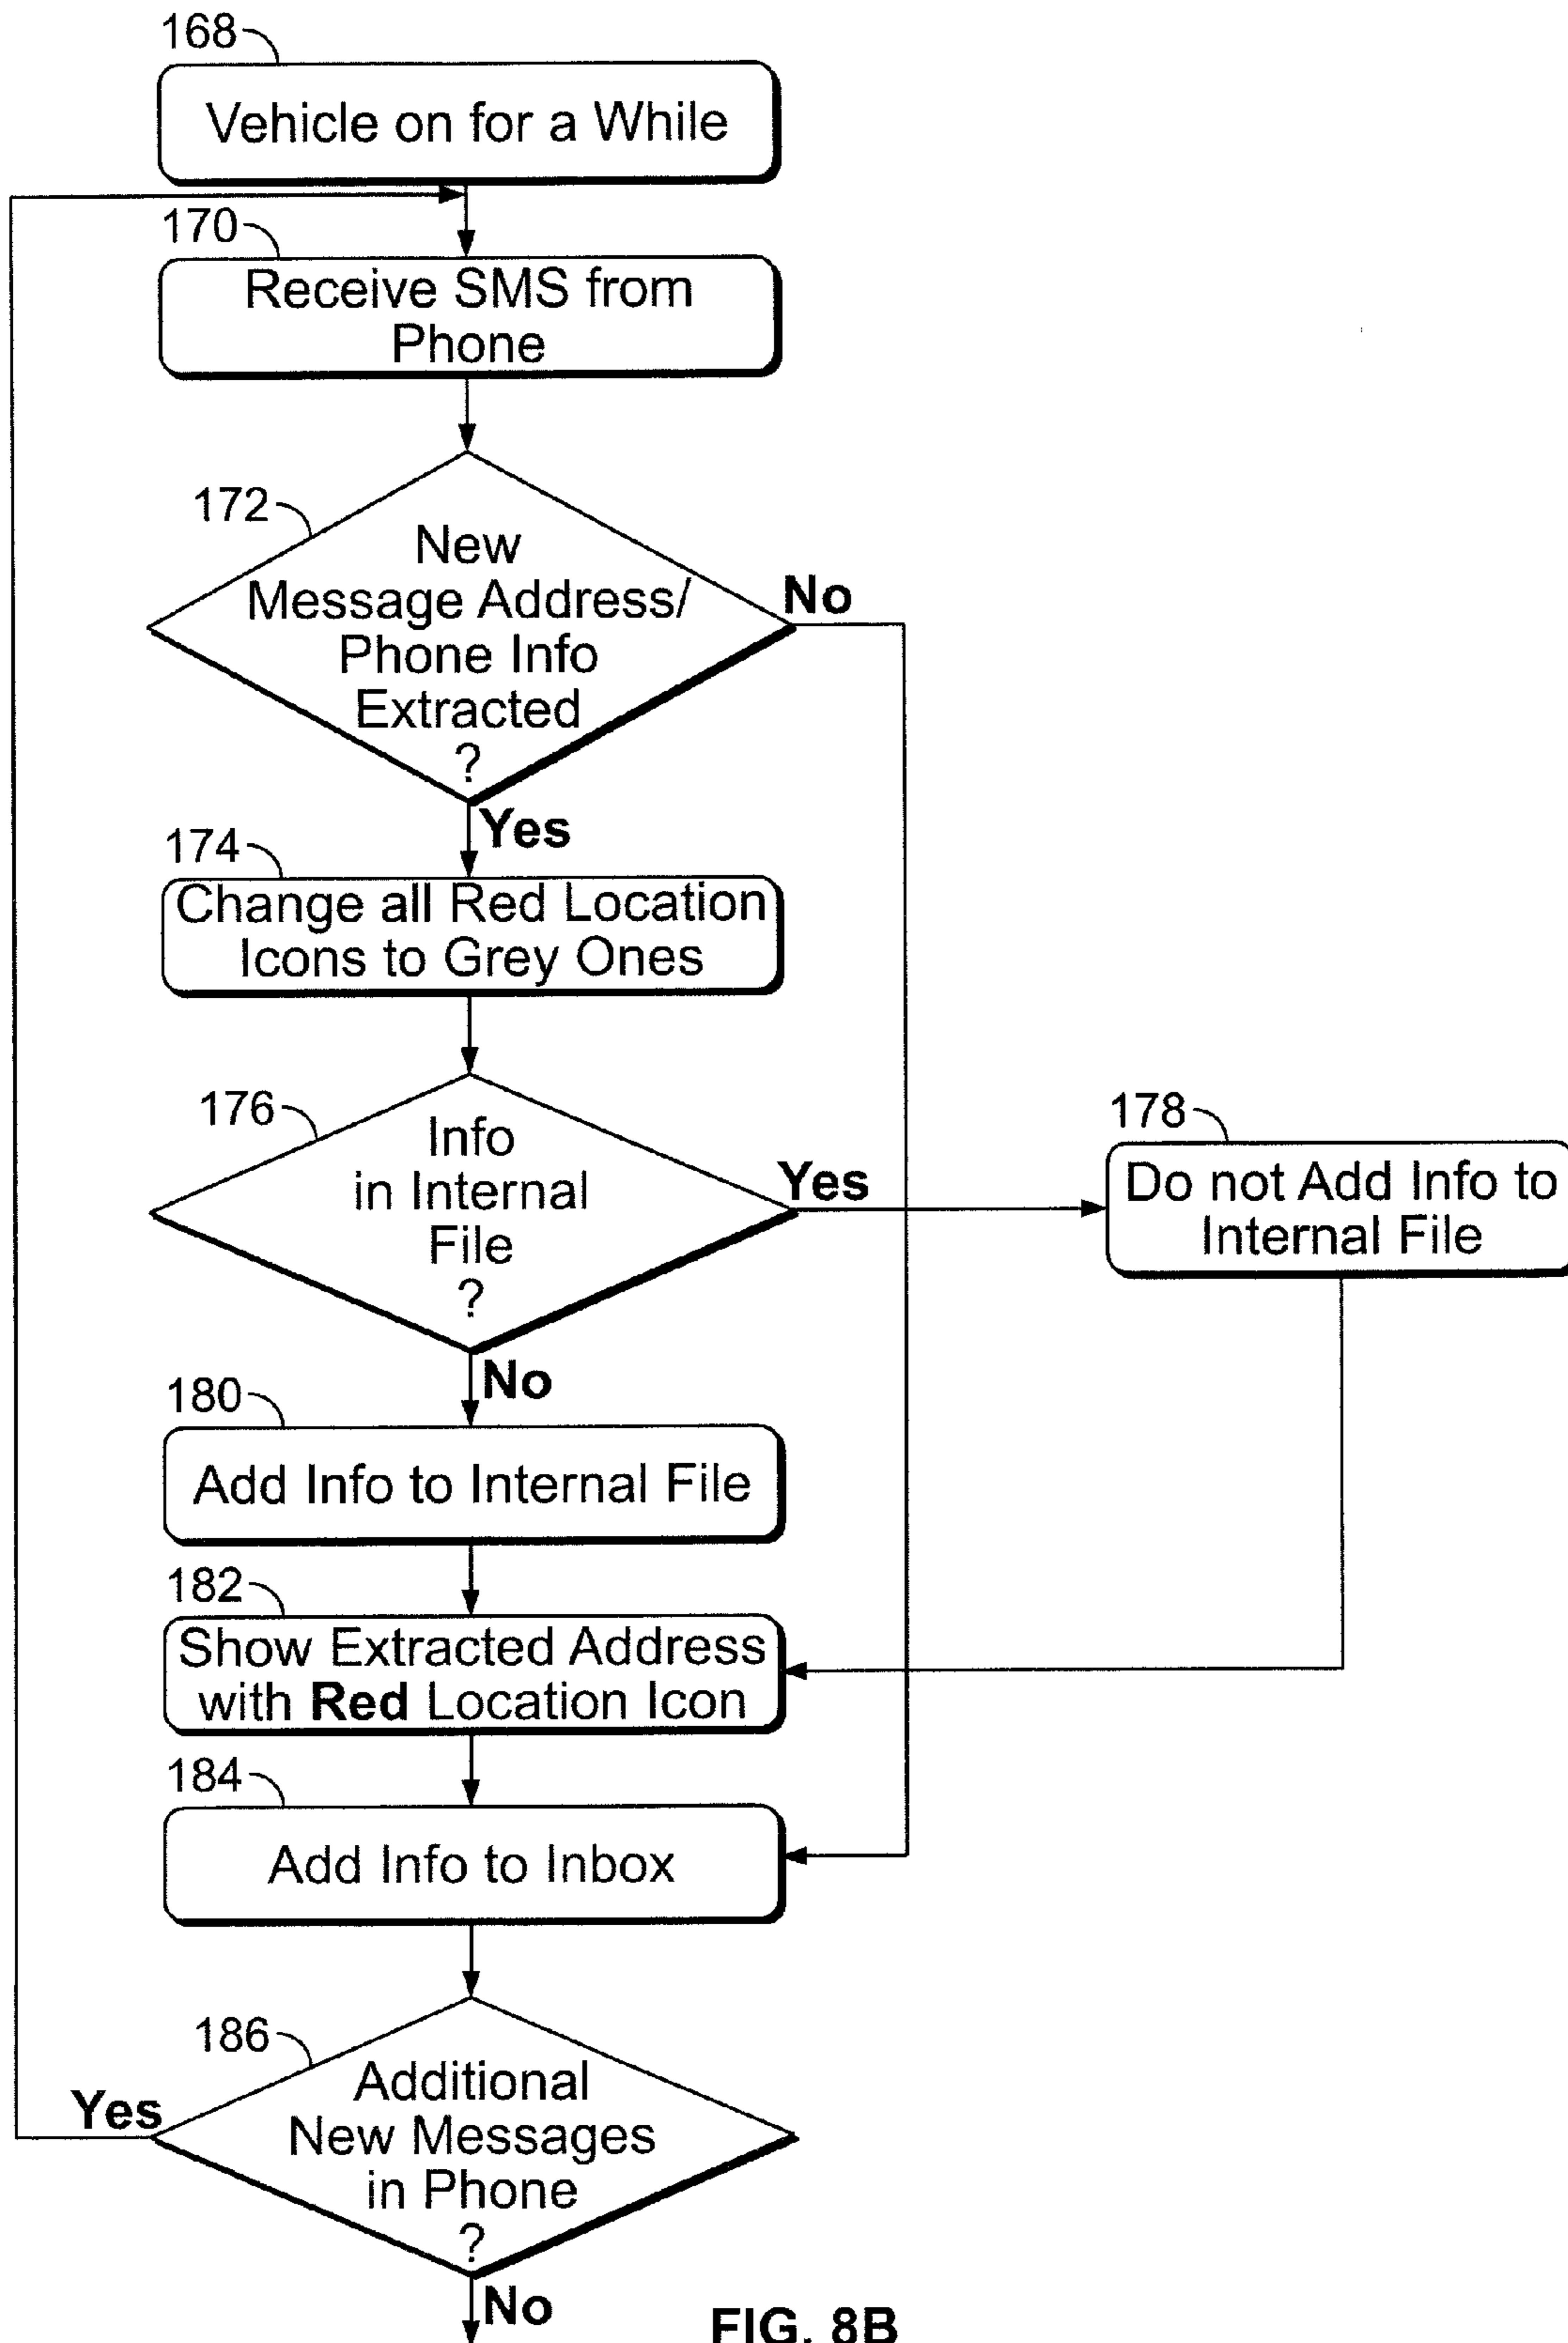 168
Vehicle on for a While
170
Receive SMS from
Phone
172
New
Message Address/
Phone Info
Extracted
?
No
Yes
174
Change all Red Location
Icons to Grey Ones
176
Info
in Internal
File
?
Yes
178
Do not Add Info to
Internal File
No
180
Add Info to Internal File
182
Show Extracted Address
with Red Location Icon
184
Add Info to Inbox
186
Additional
New Messages
in Phone
?
Yes
No
FIG. 8B